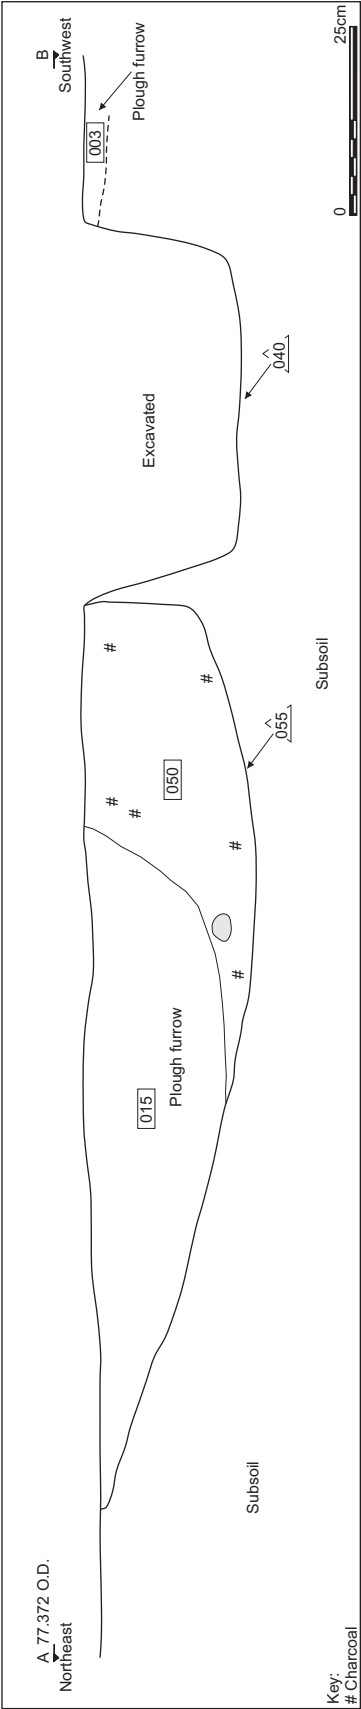 A 77.372 O.D.
Northeast
B
Southwest
003
Plough furrow
Excavated
040
050
055
015
Plough furrow
Subsoil
Subsoil
Key:
# Charcoal
0
25cm
#
#
#
#
#
#